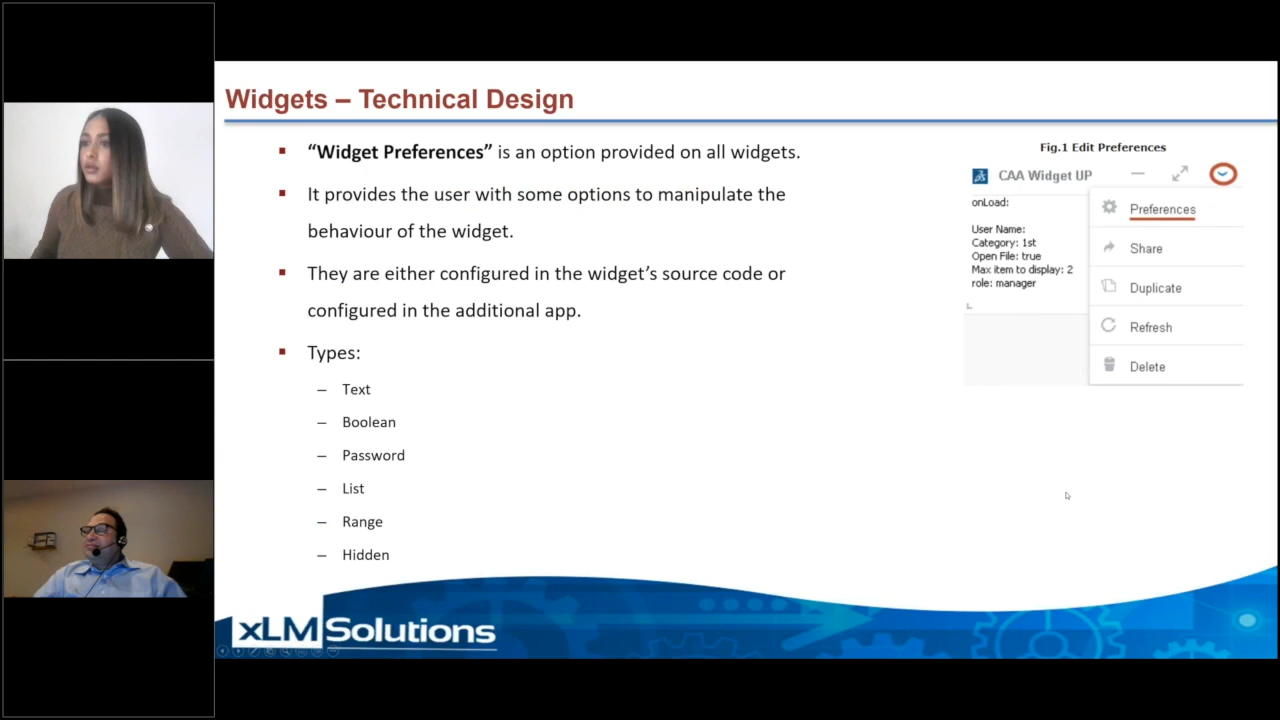 Widgets – Technical Design
“Widget Preferences” is an option provided on all widgets.
It provides the user with some options to manipulate the
behaviour of the widget.
They are either configured in the widget’s source code or
configured in the additional app.
Types:
– Text
– Boolean
– Password
– List
– Range
– Hidden
Fig.1 Edit Preferences
CAA Widget UP
onLoad:
User Name:
Category: 1st
Open File: true
Max item to display: 2
role: manager
Preferences
Share
Duplicate
Refresh
Delete
xLM Solutions